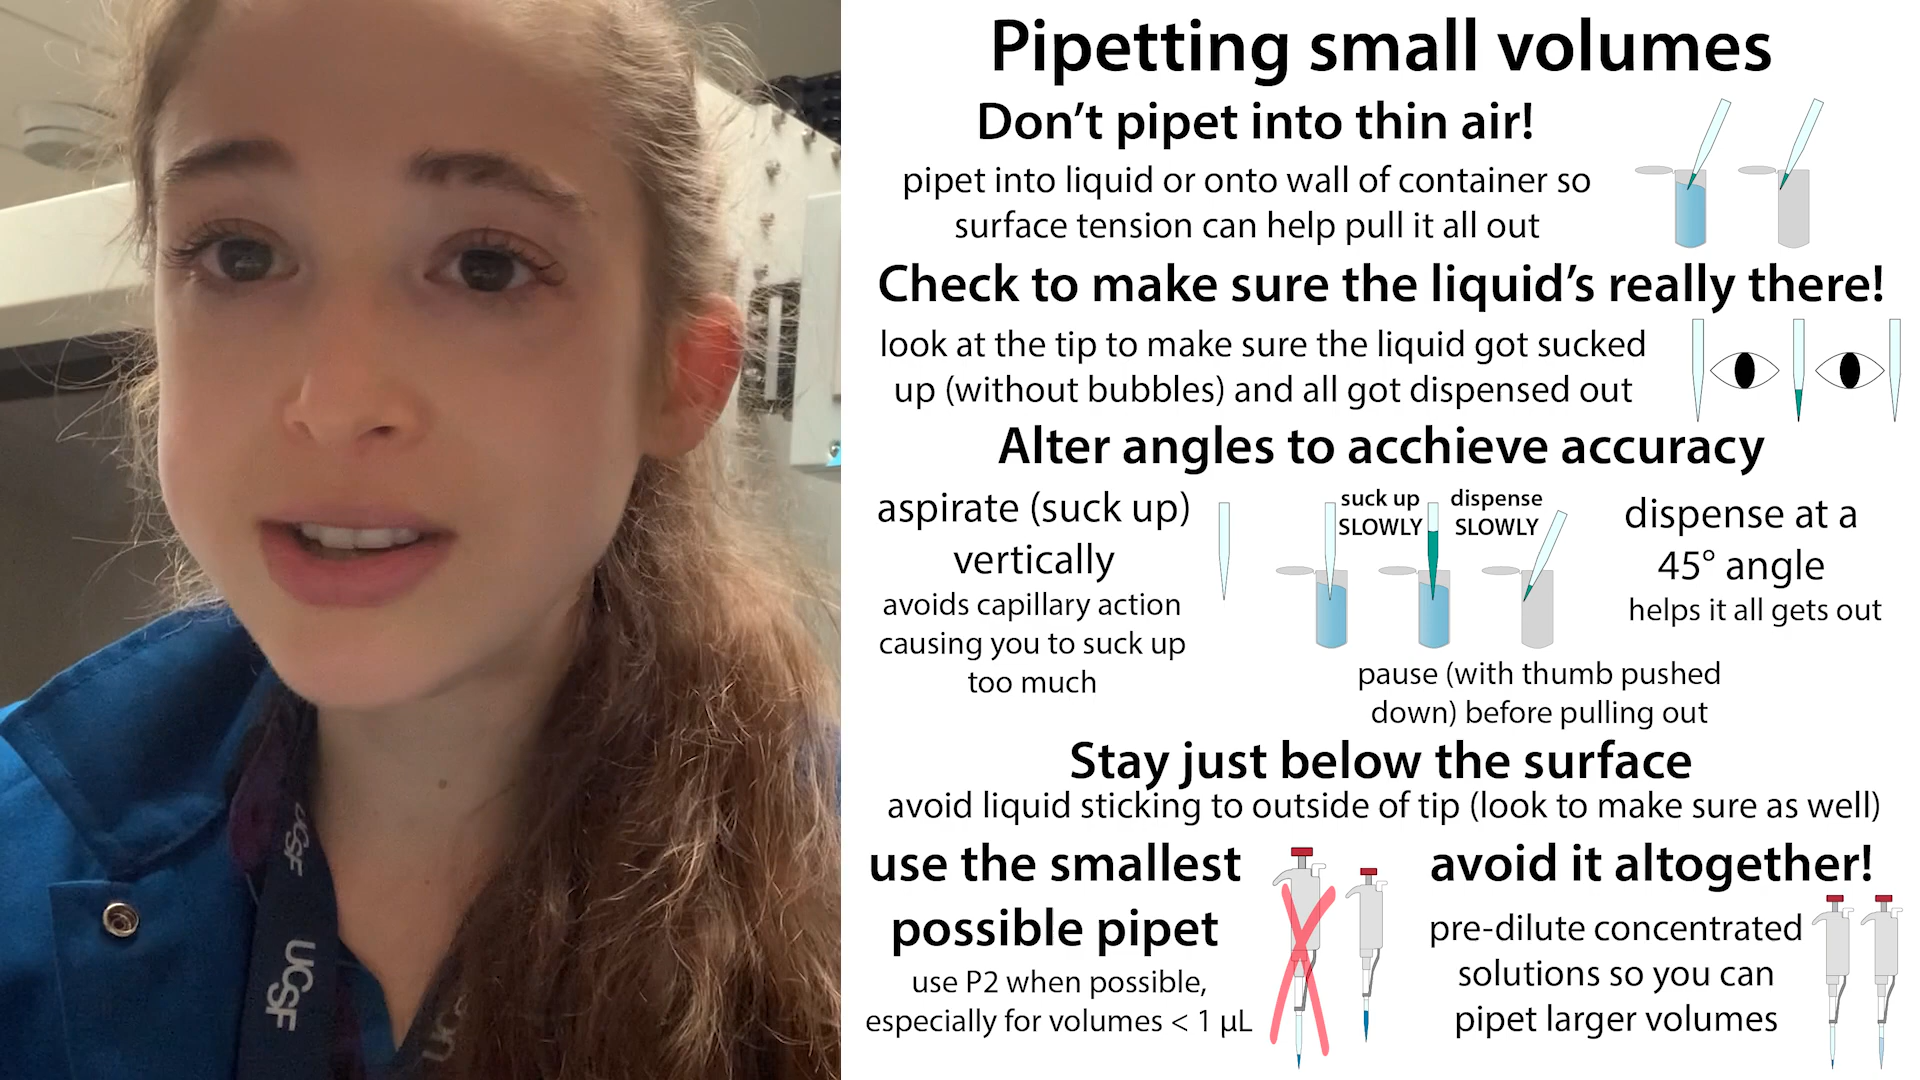 Pipetting small volumes
Don't pipet into thin air!
pipet into liquid or onto wall of container so
surface tension can help pull it all out
Check to make sure the liquid's really there!
look at the tip to make sure the liquid got sucked
up (without bubbles) and all got dispensed out
Alter angles to acchieve accuracy
aspirate (suck up)
vertically
avoids capillary action
causing you to suck up
too much
suck up
SLOWLY
dispense
SLOWLY
dispense at a
45° angle
helps it all gets out
pause (with thumb pushed
down) before pulling out
Stay just below the surface
avoid liquid sticking to outside of tip (look to make sure as well)
use the smallest
possible pipet
use P2 when possible,
especially for volumes < 1 μL
avoid it altogether!
pre-dilute concentrated
solutions so you can
pipet larger volumes
UCSF
UCSF
UC